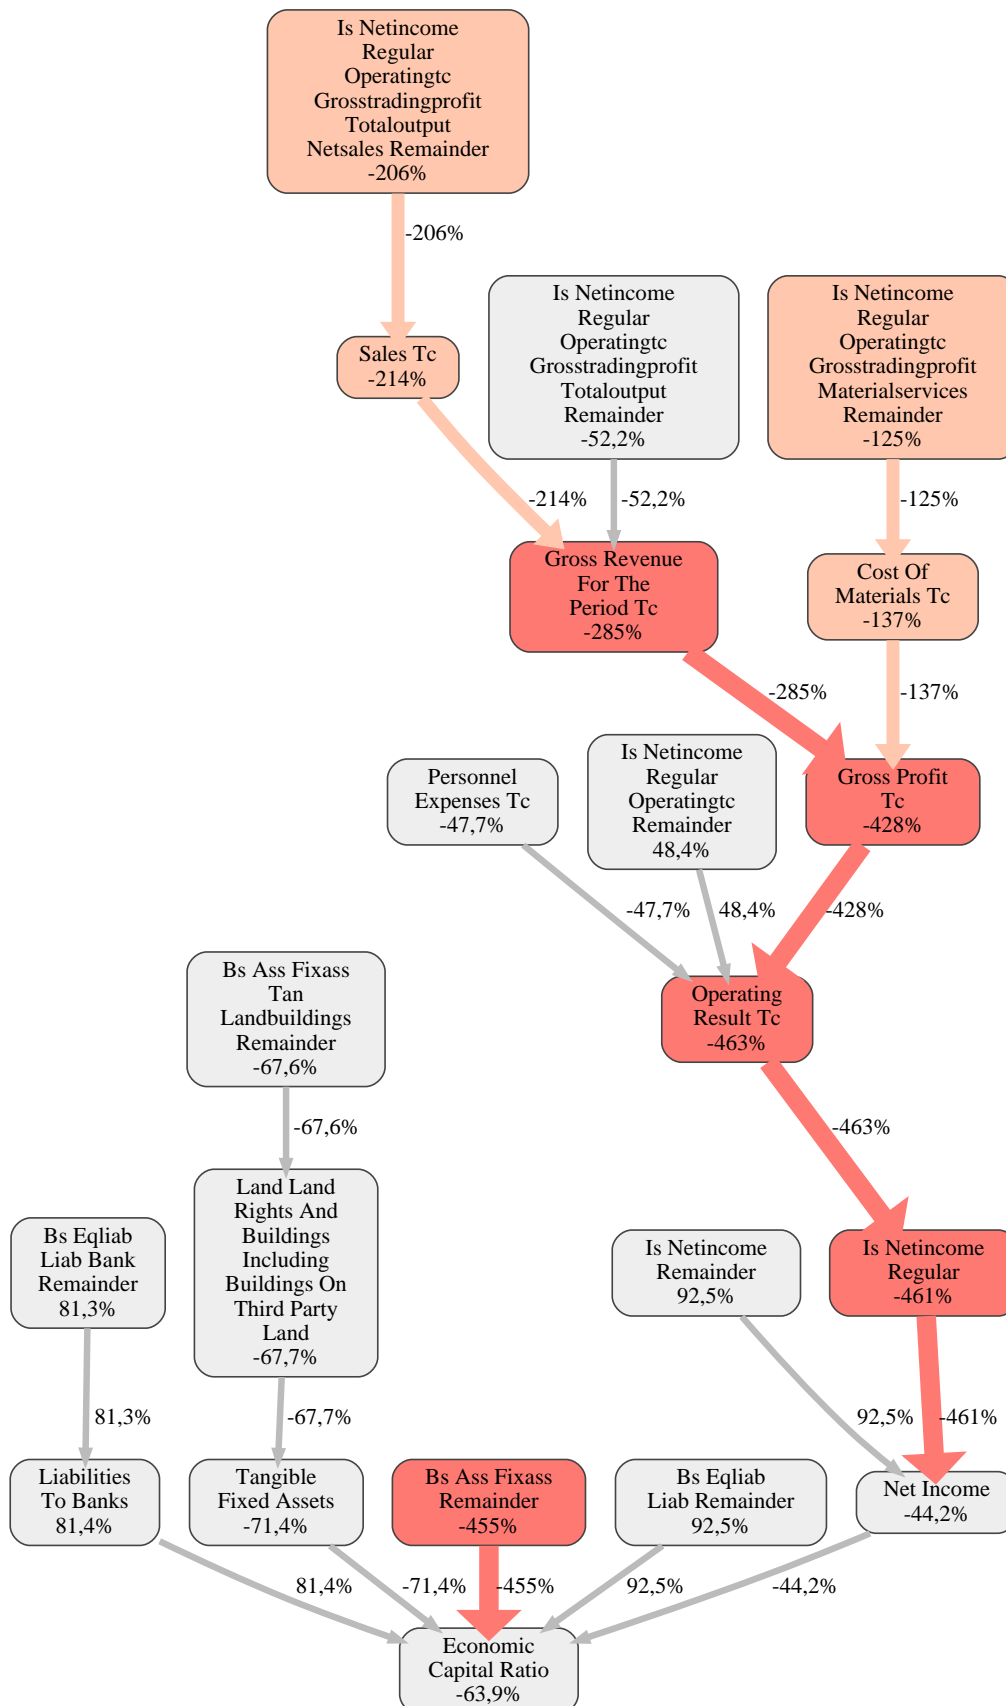 Is Netincome
Regular
Operatingtc
Grosstradingprofit
Totaloutput
Netsales Remainder
-206%
-206%
Is Netincome
Regular
Operatingtc
Grosstradingprofit
Totaloutput
Remainder
-52,2%
Is Netincome
Regular
Operatingtc
Grosstradingprofit
Materialservices
Remainder
-125%
Sales Tc
-214%
-214%
-52,2%
-125%
Gross Revenue
For The
Period Tc
-285%
Cost Of
Materials Tc
-137%
-285%
-137%
Personnel
Expenses Tc
-47,7%
Is Netincome
Regular
Operatingtc
Remainder
48,4%
Gross Profit
Tc
-428%
-47,7%
48,4%
-428%
Bs Ass Fixass
Tan
Landbuildings
Remainder
-67,6%
Operating
Result Tc
-463%
-67,6%
-463%
Bs Eqliab
Liab Bank
Remainder
81,3%
Land Land
Rights And
Buildings
Including
Buildings On
Third Party
Land
-67,7%
Is Netincome
Remainder
92,5%
Is Netincome
Regular
-461%
81,3%
-67,7%
92,5%
-461%
Liabilities
To Banks
81,4%
Tangible
Fixed Assets
-71,4%
Bs Ass Fixass
Remainder
-455%
Bs Eqliab
Liab Remainder
92,5%
Net Income
-44,2%
81,4%
-71,4%
-455%
92,5%
-44,2%
Economic
Capital Ratio
-63,9%